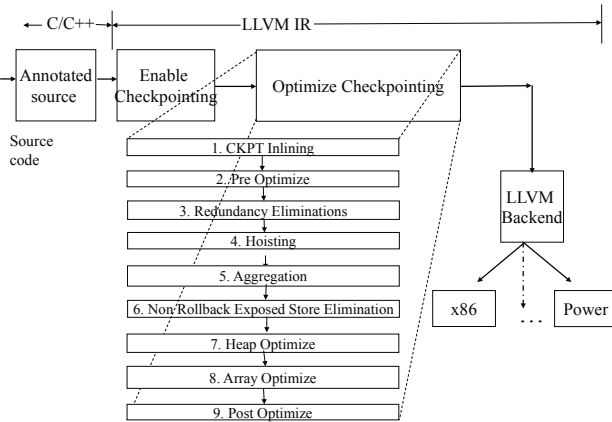 C/C++
LLVM IR
Annotated
source
Enable
Checkpointing
Optimize Checkpointing
Source
code
1. CKPT Inlining
2. Pre Optimize
3. Redundancy Eliminations
4. Hoisting
5. Aggregation
6. Non Rollback Exposed Store Elimination
7. Heap Optimize
8. Array Optimize
9. Post Optimize
LLVM
Backend
x86
...
Power